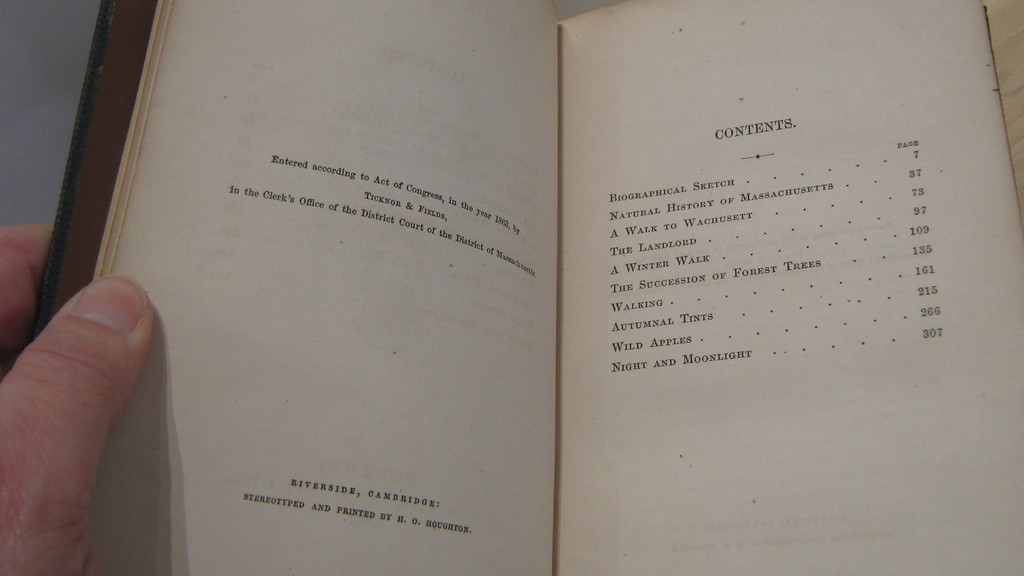 Entered according to Act of Congress, in the year 1863, by
TICKNOR & FIELDS,
in the Clerk's Office of the District Court of the District of Massachusetts.
RIVERSIDE, CAMBRIDGE:
STEREOTYPED AND PRINTED BY H. O. HOUGHTON.
CONTENTS.
PAGE
BIOGRAPHICAL SKETCH . . . . . . 7
NATURAL HISTORY OF MASSACHUSETTS . . 37
A WALK TO WACHUSETT . . . . . 73
THE LANDLORD . . . . . . . 97
A WINTER WALK . . . . . . . 109
THE SUCCESSION OF FOREST TREES . . . 135
WALKING . . . . . . . . . 161
AUTUMNAL TINTS . . . . . . 215
WILD APPLES . . . . . . . . 266
NIGHT AND MOONLIGHT . . . . . . 307